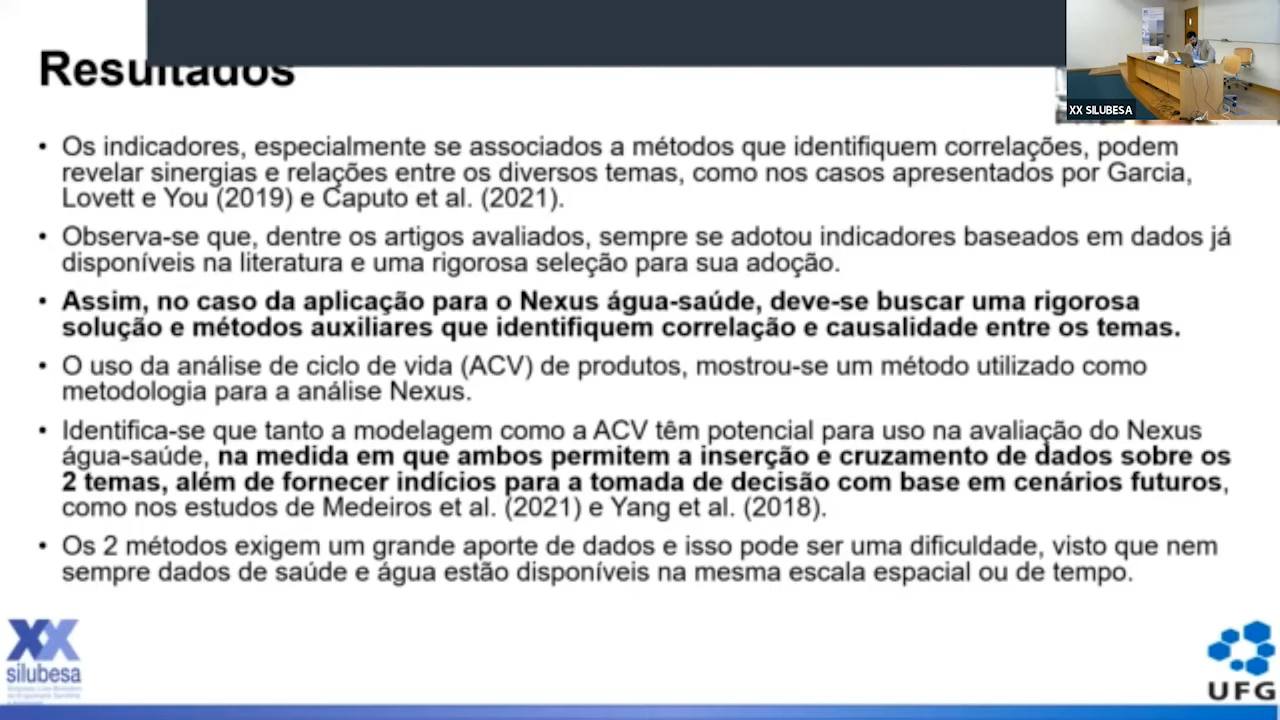 Resultados
XX SILUBESA
• Os indicadores, especialmente se associados a métodos que identifiquem correlações, podem
revelar sinergias e relações entre os diversos temas, como nos casos apresentados por Garcia,
Lovett e You (2019) e Caputo et al. (2021).
• Observa-se que, dentre os artigos avaliados, sempre se adotou indicadores baseados em dados já
disponíveis na literatura e uma rigorosa seleção para sua adoção.
• Assim, no caso da aplicação para o Nexus água-saúde, deve-se buscar uma rigorosa
solução e métodos auxiliares que identifiquem correlação e causalidade entre os temas.
• O uso da análise de ciclo de vida (ACV) de produtos, mostrou-se um método utilizado como
metodologia para a análise Nexus.
• Identifica-se que tanto a modelagem como a ACV têm potencial para uso na avaliação do Nexus
água-saúde, na medida em que ambos permitem a inserção e cruzamento de dados sobre os
2 temas, além de fornecer indícios para a tomada de decisão com base em cenários futuros,
como nos estudos de Medeiros et al. (2021) e Yang et al. (2018).
• Os 2 métodos exigem um grande aporte de dados e isso pode ser uma dificuldade, visto que nem
sempre dados de saúde e água estão disponíveis na mesma escala espacial ou de tempo.
XX
silubesa
UFG